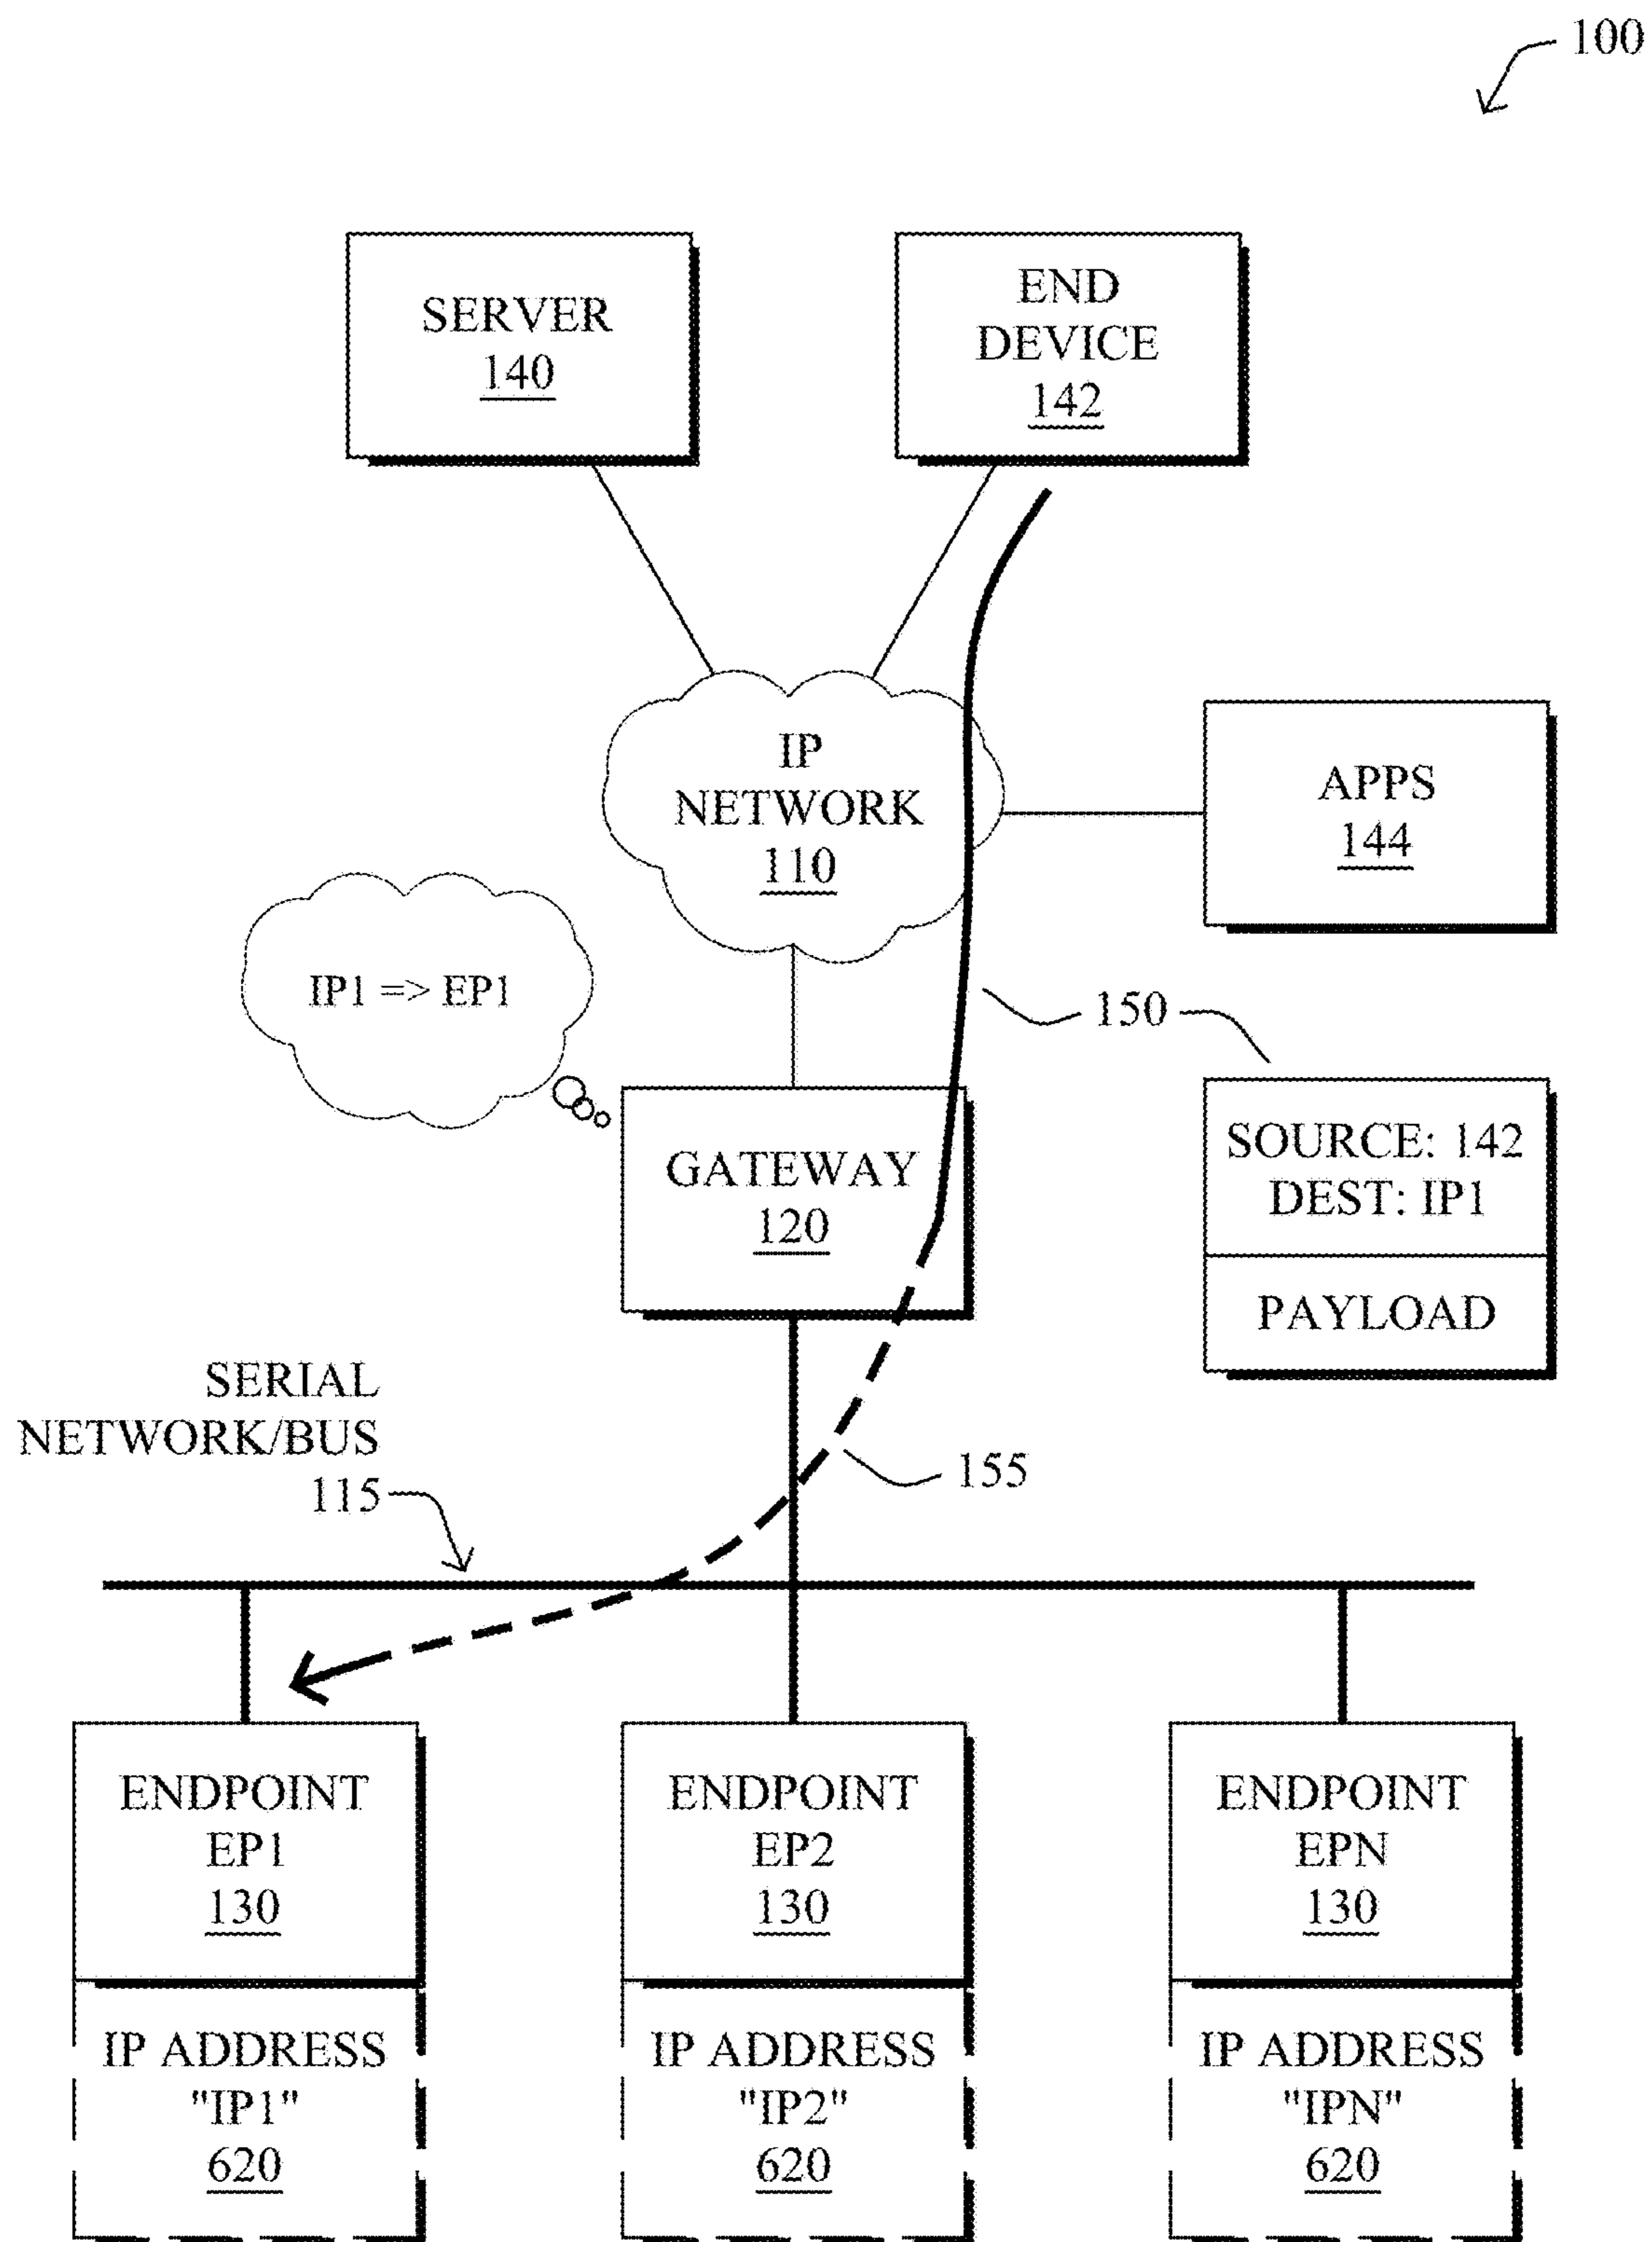 100
SERVER
140
END
DEVICE
142
IP
NETWORK
110
APPS
144
IP1 => EP1
150
GATEWAY
120
SOURCE: 142
DEST: IP1
PAYLOAD
SERIAL
NETWORK/BUS
115
155
ENDPOINT
EP1
130
ENDPOINT
EP2
130
ENDPOINT
EPN
130
IP ADDRESS
"IP1"
620
IP ADDRESS
"IP2"
620
IP ADDRESS
"IPN"
620